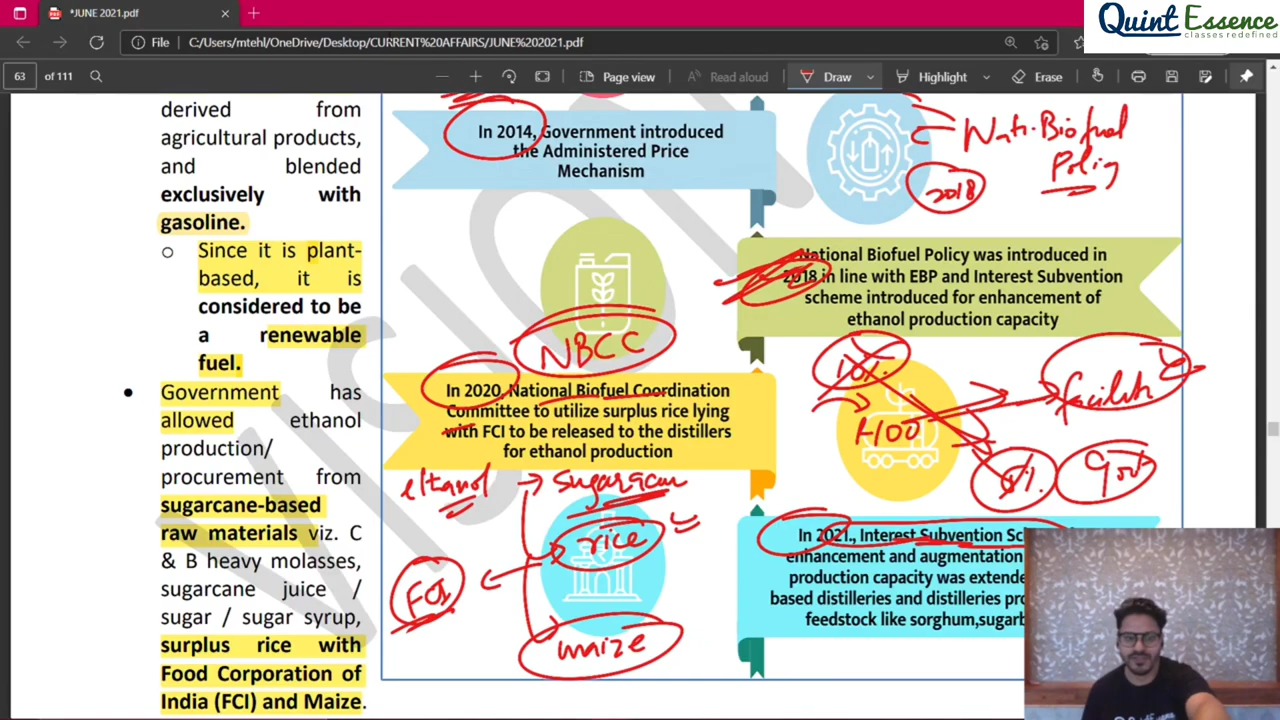 *JUNE 2021.pdf
Quint Essence
classes redefined
File
C:/Users/mtehl/OneDrive/Desktop/CURRENT%20AFFAIRS/JUNE%202021.pdf
63 of 111
Page view
Read aloud
Draw
Highlight
Erase
derived from
agricultural products,
and blended
exclusively with
gasoline.
o Since it is plant-
based, it is
considered to be
a renewable
fuel.
• Government has
allowed ethanol
production/
procurement from
sugarcane-based
raw materials viz. C
& B heavy molasses,
sugarcane juice /
sugar / sugar syrup,
surplus rice with
Food Corporation of
India (FCI) and Maize.
In 2014, Government introduced
the Administered Price
Mechanism
Nati. Biofuel
Policy
2018
National Biofuel Policy was introduced in
2018 in line with EBP and Interest Subvention
scheme introduced for enhancement of
ethanol production capacity
NBCC
In 2020, National Biofuel Coordination
Committee to utilize surplus rice lying
with FCI to be released to the distillers
for ethanol production
10%
₹100
6%
Govt
ethanol → sugarcane
rice
FCI
maize
In 2021., Interest Subvention Sc
enhancement and augmentation
production capacity was extende
based distilleries and distilleries pro
feedstock like sorghum,sugarb
VISION